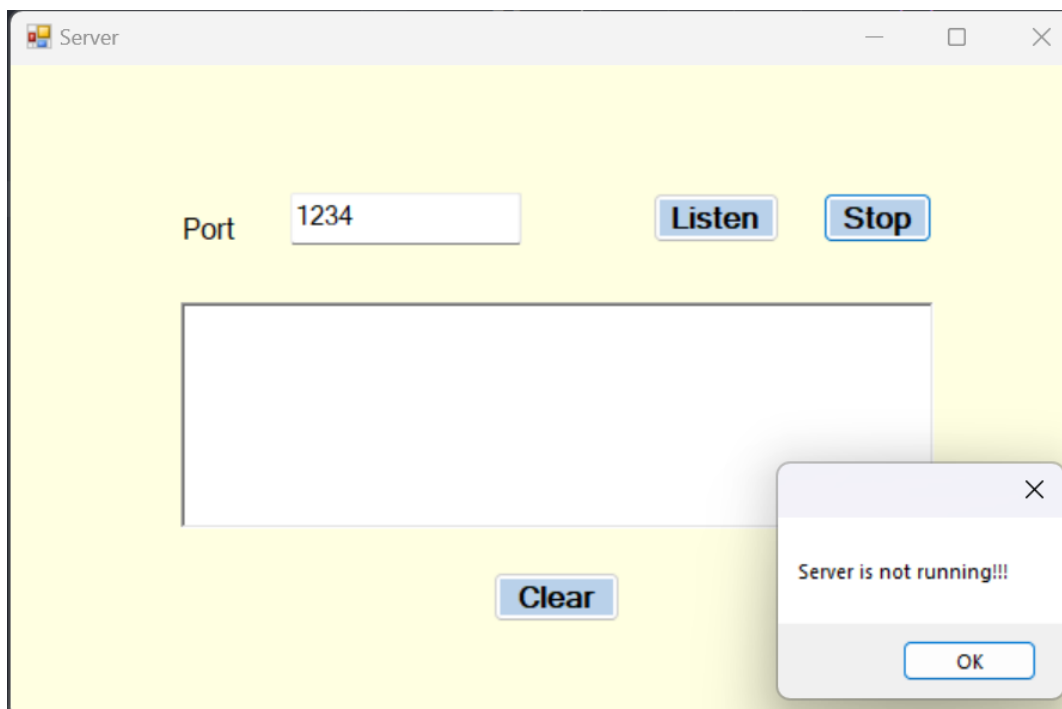 Server
Port 1234 Listen Stop
Server is not running!!!
Clear
OK